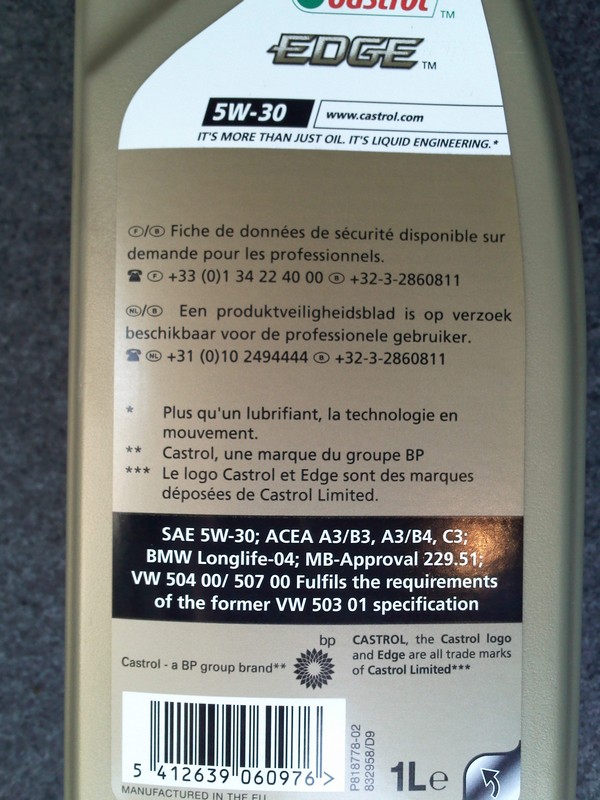 Castrol TM
EDGE TM
5W-30 www.castrol.com
IT'S MORE THAN JUST OIL. IT'S LIQUID ENGINEERING.*
F/B Fiche de données de sécurité disponible sur
demande pour les professionnels.
☎ F +33 (0)1 34 22 40 00 B +32-3-2860811
NL/B Een produktveiligheidsblad is op verzoek
beschikbaar voor de professionele gebruiker.
☎ NL +31 (0)10 2494444 B +32-3-2860811
* Plus qu'un lubrifiant, la technologie en
mouvement.
** Castrol, une marque du groupe BP
*** Le logo Castrol et Edge sont des marques
déposées de Castrol Limited.
SAE 5W-30; ACEA A3/B3, A3/B4, C3;
BMW Longlife-04; MB-Approval 229.51;
VW 504 00/ 507 00 Fulfils the requirements
of the former VW 503 01 specification
Castrol - a BP group brand**
bp
CASTROL, the Castrol logo
and Edge are all trade marks
of Castrol Limited***
5 412639 060976 >
P818778-02
832958/D9
1L e
MANUFACTURED IN THE EU